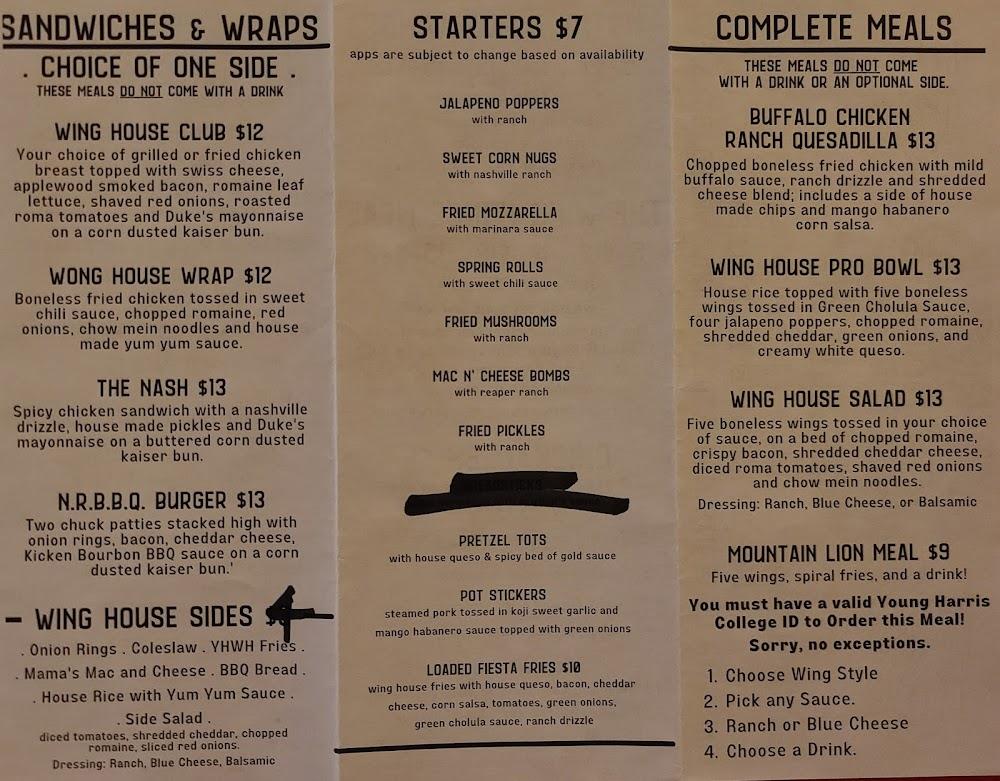 SANDWICHES & WRAPS
. CHOICE OF ONE SIDE .
THESE MEALS DO NOT COME WITH A DRINK
WING HOUSE CLUB $12
Your choice of grilled or fried chicken
breast topped with swiss cheese,
applewood smoked bacon, romaine leaf
lettuce, shaved red onions, roasted
roma tomatoes and Duke's mayonnaise
on a corn dusted kaiser bun.
WONG HOUSE WRAP $12
Boneless fried chicken tossed in sweet
chili sauce, chopped romaine, red
onions, chow mein noodles and house
made yum yum sauce.
THE NASH $13
Spicy chicken sandwich with a nashville
drizzle, house made pickles and Duke's
mayonnaise on a buttered corn dusted
kaiser bun.
N.R.B.B.Q. BURGER $13
Two chuck patties stacked high with
onion rings, bacon, cheddar cheese,
Kicken Bourbon BBQ sauce on a corn
dusted kaiser bun.'
- WING HOUSE SIDES $4 -
. Onion Rings . Coleslaw . YHWH Fries .
. Mama's Mac and Cheese . BBQ Bread .
. House Rice with Yum Yum Sauce .
. Side Salad .
diced tomatoes, shredded cheddar, chopped
romaine, sliced red onions.
Dressing: Ranch, Blue Cheese, Balsamic
STARTERS $7
apps are subject to change based on availability
JALAPENO POPPERS
with ranch
SWEET CORN NUGS
with nashville ranch
FRIED MOZZARELLA
with marinara sauce
SPRING ROLLS
with sweet chili sauce
FRIED MUSHROOMS
with ranch
MAC N' CHEESE BOMBS
with reaper ranch
FRIED PICKLES
with ranch
PRETZEL TOTS
with house queso & spicy bed of gold sauce
POT STICKERS
steamed pork tossed in koji sweet garlic and
mango habanero sauce topped with green onions
LOADED FIESTA FRIES $10
wing house fries with house queso, bacon, cheddar
cheese, corn salsa, tomatoes, green onions,
green cholula sauce, ranch drizzle
COMPLETE MEALS
THESE MEALS DO NOT COME
WITH A DRINK OR AN OPTIONAL SIDE.
BUFFALO CHICKEN
RANCH QUESADILLA $13
Chopped boneless fried chicken with mild
buffalo sauce, ranch drizzle and shredded
cheese blend; includes a side of house
made chips and mango habanero
corn salsa.
WING HOUSE PRO BOWL $13
House rice topped with five boneless
wings tossed in Green Cholula Sauce,
four jalapeno poppers, chopped romaine,
shredded cheddar, green onions, and
creamy white queso.
WING HOUSE SALAD $13
Five boneless wings tossed in your choice
of sauce, on a bed of chopped romaine,
crispy bacon, shredded cheddar cheese,
diced roma tomatoes, shaved red onions
and chow mein noodles.
Dressing: Ranch, Blue Cheese, or Balsamic
MOUNTAIN LION MEAL $9
Five wings, spiral fries, and a drink!
You must have a valid Young Harris
College ID to Order this Meal!
Sorry, no exceptions.
1. Choose Wing Style
2. Pick any Sauce.
3. Ranch or Blue Cheese
4. Choose a Drink.